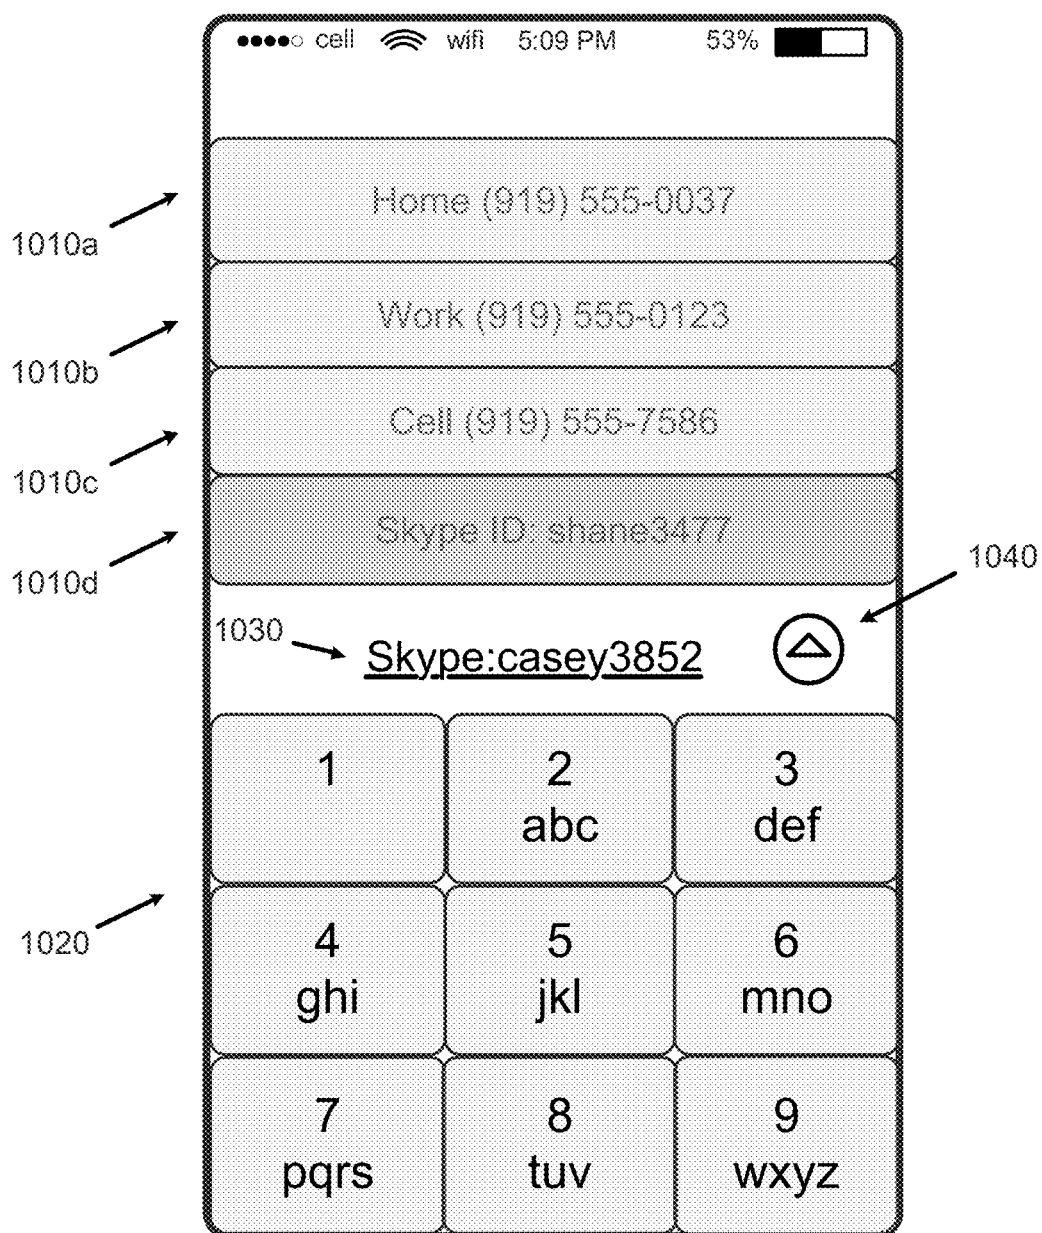 cell wifi 5:09 PM 53%
Home (919) 555-0037
1010a
Work (919) 555-0123
1010b
Cell (919) 555-7586
1010c
Skype ID: shane3477
1010d
1040
1030
Skype:casey3852
1 2 3
abc def
1020
4 5 6
ghi jkl mno
7 8 9
pqrs tuv wxyz